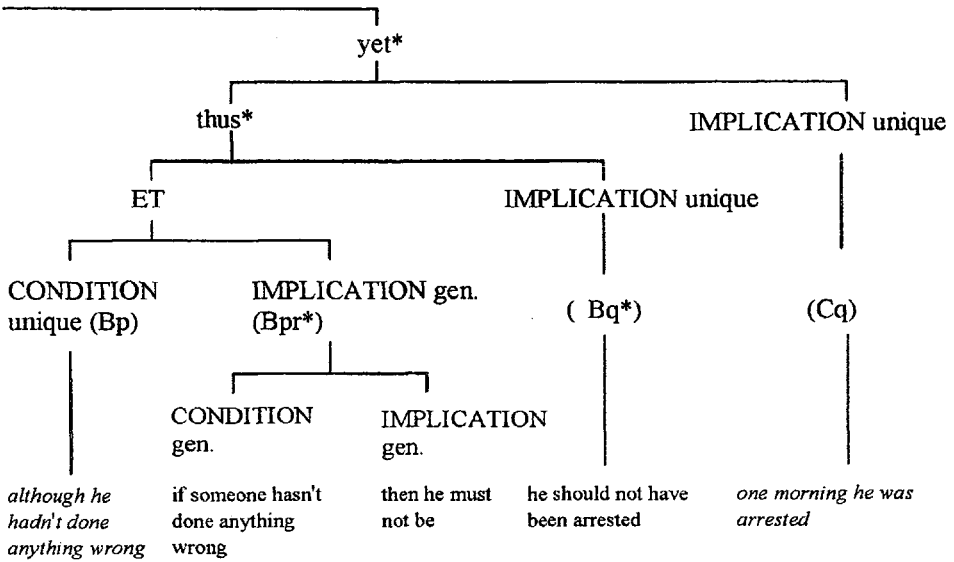 yet*
thus*
IMPLICATION unique
ET
IMPLICATION unique
CONDITION
unique (Bp)
IMPLICATION gen.
(Bpr*)
( Bq*)
(Cq)
CONDITION
gen.
IMPLICATION
gen.
although he
hadn't done
anything wrong
if someone hasn't
done anything
wrong
then he must
not be
he should not have
been arrested
one morning he was
arrested